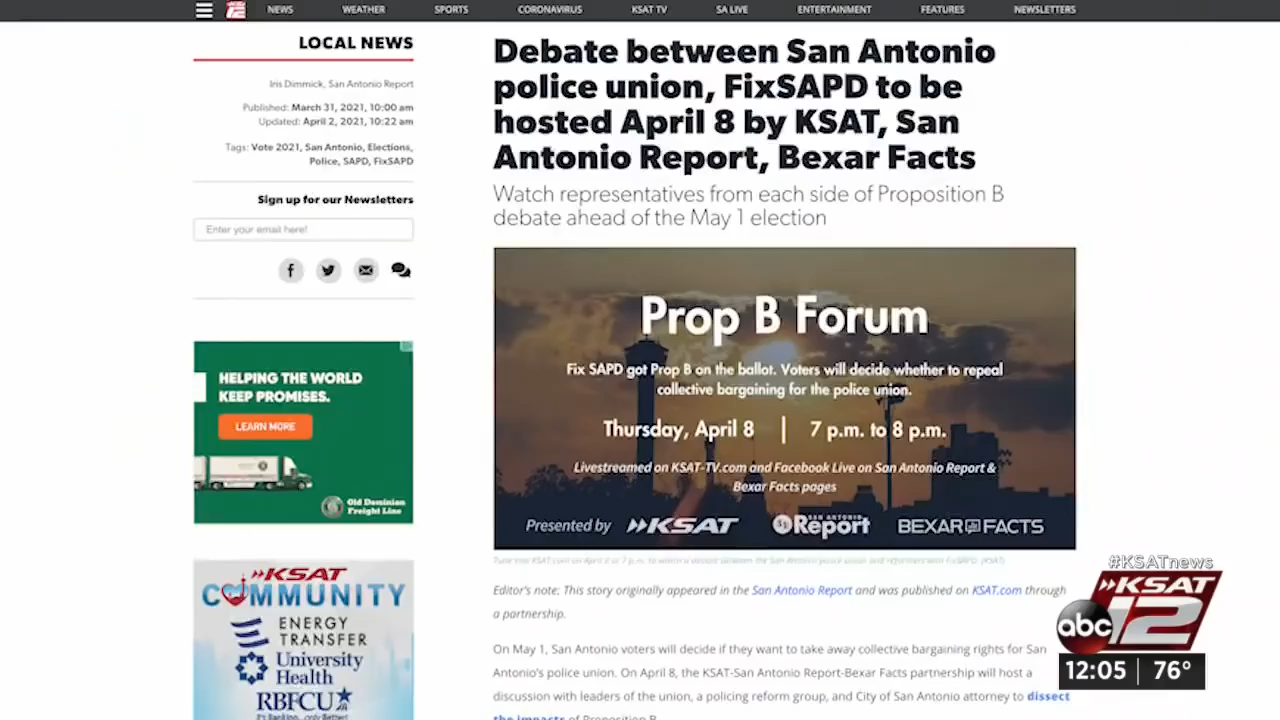 NEWS WEATHER SPORTS CORONAVIRUS KSAT TV SA LIVE ENTERTAINMENT FEATURES NEWSLETTERS
LOCAL NEWS
Iris Dimmick, San Antonio Report
Published: March 31, 2021, 10:00 am
Updated: April 2, 2021, 10:22 am
Tags: Vote 2021, San Antonio, Elections,
Police, SAPD, FixSAPD
Sign up for our Newsletters
Enter your email here!
HELPING THE WORLD
KEEP PROMISES.
LEARN MORE
Old Dominion
Freight Line
KSAT
COMMUNITY
ENERGY
TRANSFER
University
Health
RBFCU
Debate between San Antonio
police union, FixSAPD to be
hosted April 8 by KSAT, San
Antonio Report, Bexar Facts
Watch representatives from each side of Proposition B
debate ahead of the May 1 election
Prop B Forum
Fix SAPD got Prop B on the ballot. Voters will decide whether to repeal
collective bargaining for the police union.
Thursday, April 8 | 7 p.m. to 8 p.m.
Livestreamed on KSAT-TV.com and Facebook Live on San Antonio Report &
Bexar Facts pages
Presented by KSAT SAN ANTONIO Report BEXAR FACTS
Editor's note: This story originally appeared in the San Antonio Report and was published on KSAT.com through
a partnership.
On May 1, San Antonio voters will decide if they want to take away collective bargaining rights for San
Antonio's police union. On April 8, the KSAT-San Antonio Report-Bexar Facts partnership will host a
discussion with leaders of the union, a policing reform group, and City of San Antonio attorney to dissect
the impacts of Proposition B.
#KSATnews
KSAT
abc 12
12:05 | 76°